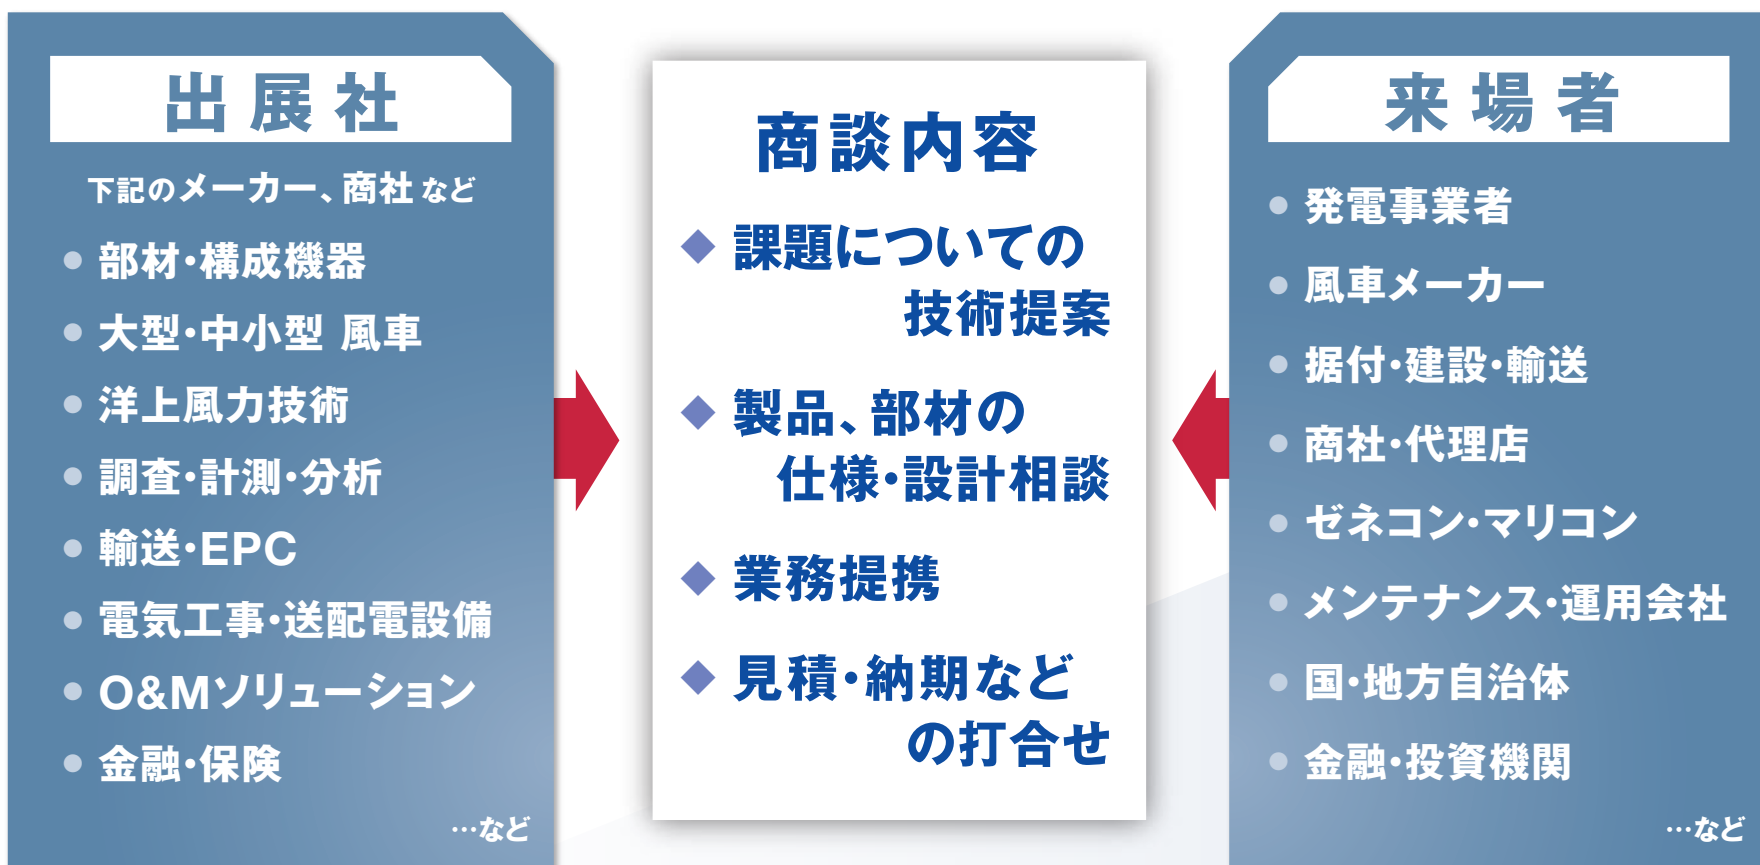 出展社
下記のメーカー、商社 など
● 部材・構成機器
● 大型・中小型 風車
● 洋上風力技術
● 調査・計測・分析
● 輸送・EPC
● 電気工事・送配電設備
● O&Mソリューション
● 金融・保険
…など
商談内容
◆ 課題についての
技術提案
◆ 製品、部材の
仕様・設計相談
◆ 業務提携
◆ 見積・納期など
の打合せ
来場者
● 発電事業者
● 風車メーカー
● 据付・建設・輸送
● 商社・代理店
● ゼネコン・マリコン
● メンテナンス・運用会社
● 国・地方自治体
● 金融・投資機関
…など